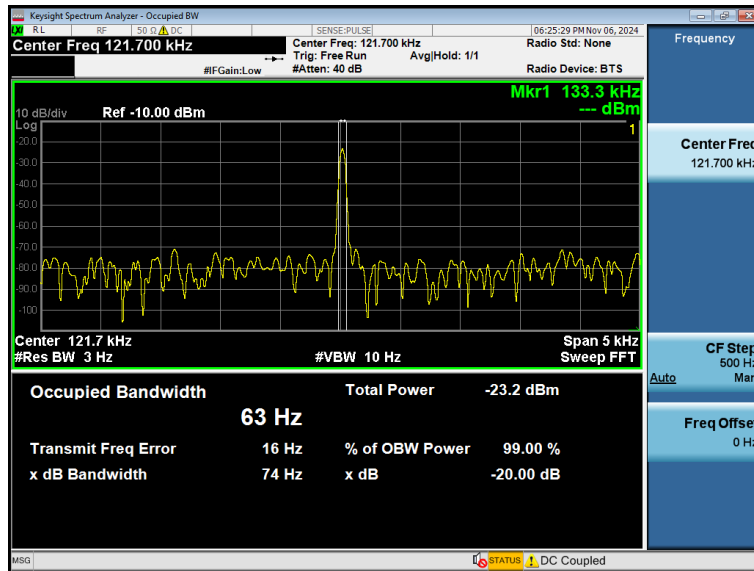 Keysight Spectrum Analyzer - Occupied BW
LXI RL RF 50 Ω DC SENSE:PULSE 06:25:29 PM Nov 06, 2024
Center Freq 121.700 kHz
Center Freq: 121.700 kHz Radio Std: None
Trig: Free Run Avg|Hold: 1/1
#IFGain:Low #Atten: 40 dB Radio Device: BTS
Mkr1 133.3 kHz
--- dBm
10 dB/div Ref -10.00 dBm
Log
1
-20.0
-30.0
-40.0
-50.0
-60.0
-70.0
-80.0
-90.0
-100
Center 121.7 kHz Span 5 kHz
#Res BW 3 Hz #VBW 10 Hz Sweep FFT
Occupied Bandwidth Total Power -23.2 dBm
63 Hz
Transmit Freq Error 16 Hz % of OBW Power 99.00 %
x dB Bandwidth 74 Hz x dB -20.00 dB
Frequency
Center Freq
121.700 kHz
CF Step
500 Hz
Auto Man
Freq Offset
0 Hz
MSG STATUS DC Coupled